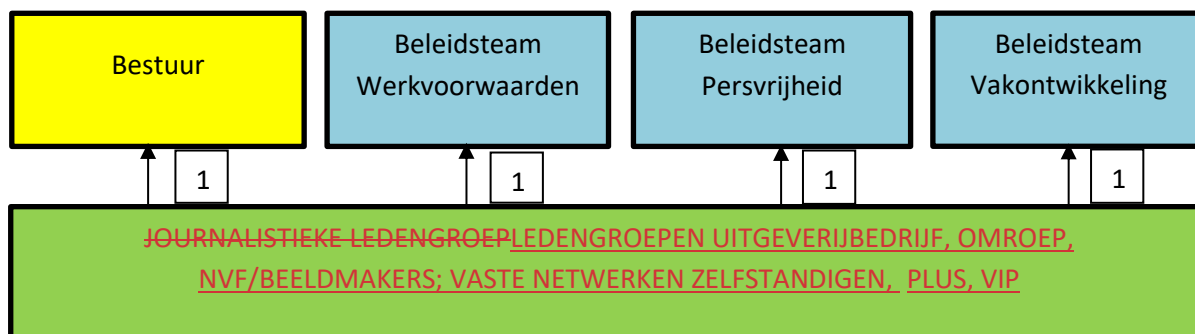 Bestuur
Beleidsteam
Werkvoorwaarden
Beleidsteam
Persvrijheid
Beleidsteam
Vakontwikkeling
1
1
1
1
JOURNALISTIEKE LEDENGROEPLEDENGROEPEN UITGEVERIJBEDRIJF, OMROEP,
NVF/BEELDMAKERS; VASTE NETWERKEN ZELFSTANDIGEN, PLUS, VIP